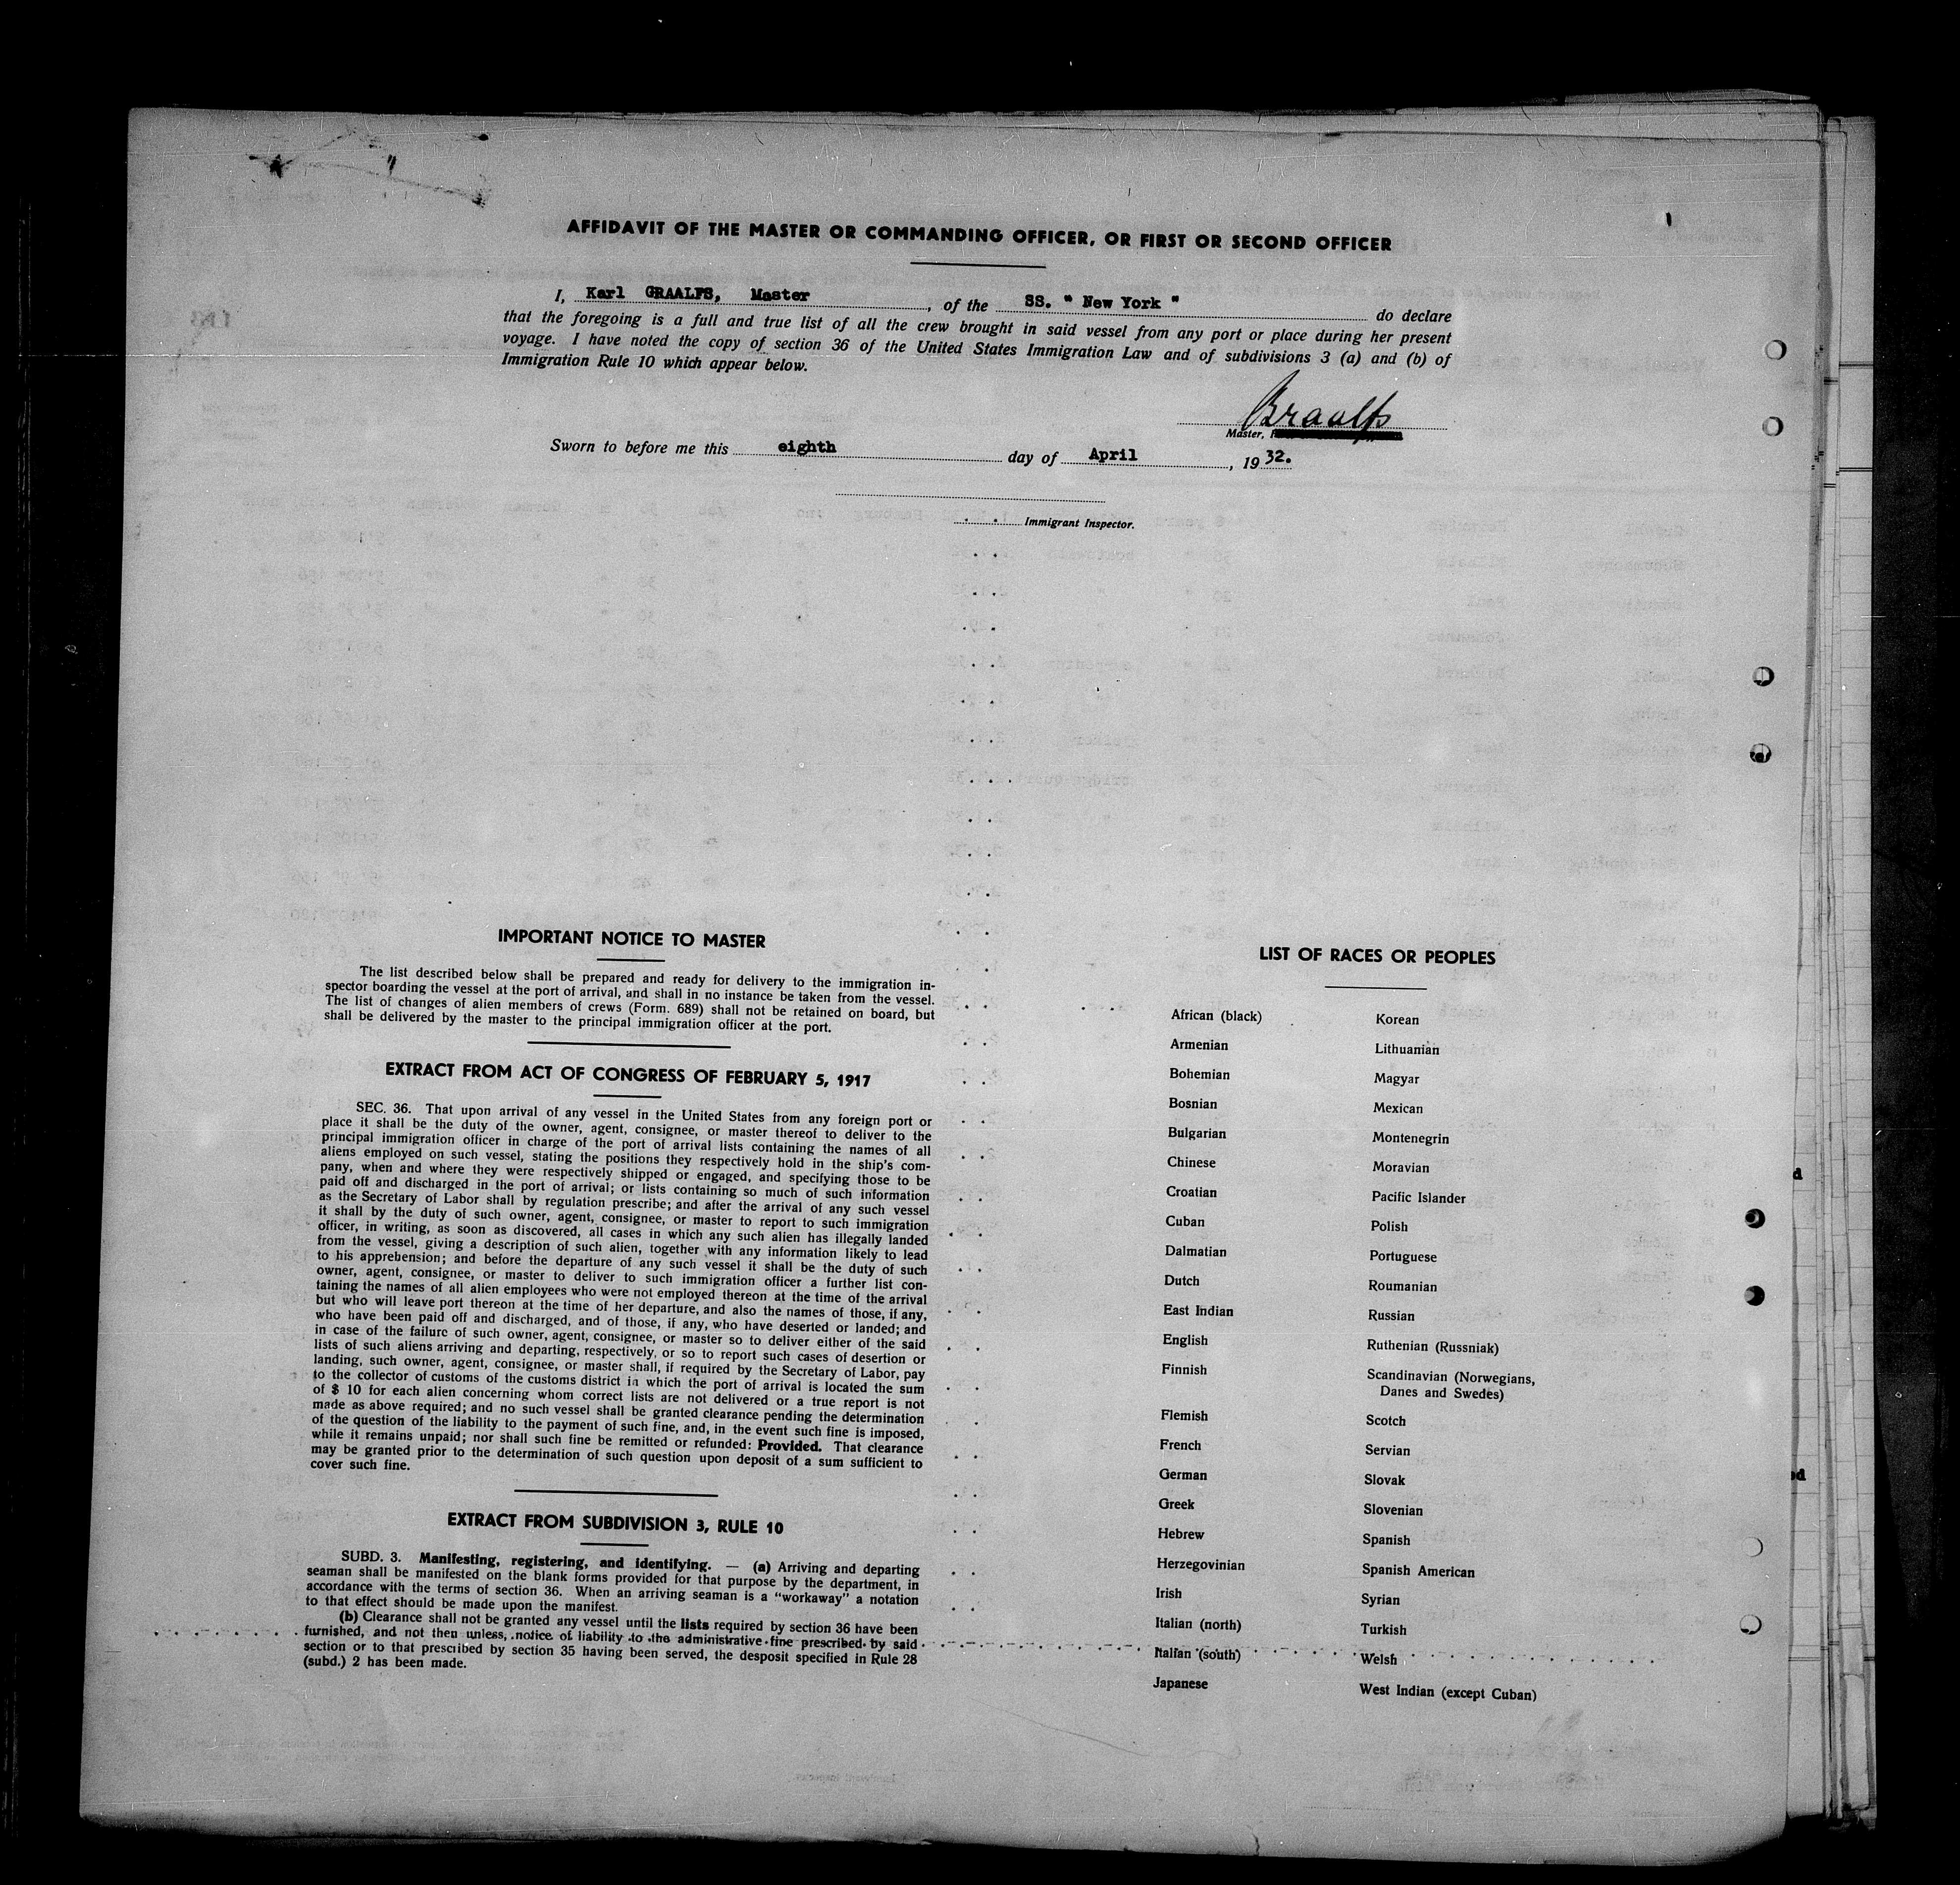 AFFIDAVIT OF THE MASTER OR COMMANDING OFFICER, OR FIRST OR SECOND OFFICER
I, Karl GRAALFS, Master, of the SS. " New York " do declare
that the foregoing is a full and true list of all the crew brought in said vessel from any port or place during her present
voyage. I have noted the copy of section 36 of the United States Immigration Law and of subdivisions 3 (a) and (b) of
Immigration Rule 10 which appear below.
Graalfs
Master,
Sworn to before me this eighth day of April, 1932.
Immigrant Inspector.
IMPORTANT NOTICE TO MASTER
The list described below shall be prepared and ready for delivery to the immigration in-
spector boarding the vessel at the port of arrival, and shall in no instance be taken from the vessel.
The list of changes of alien members of crews (Form. 689) shall not be retained on board, but
shall be delivered by the master to the principal immigration officer at the port.
EXTRACT FROM ACT OF CONGRESS OF FEBRUARY 5, 1917
SEC. 36. That upon arrival of any vessel in the United States from any foreign port or
place it shall be the duty of the owner, agent, consignee, or master thereof to deliver to the
principal immigration officer in charge of the port of arrival lists containing the names of all
aliens employed on such vessel, stating the positions they respectively hold in the ship's com-
pany, when and where they were respectively shipped or engaged, and specifying those to be
paid off and discharged in the port of arrival; or lists containing so much of such information
as the Secretary of Labor shall by regulation prescribe; and after the arrival of any such vessel
it shall by the duty of such owner, agent, consignee, or master to report to such immigration
officer, in writing, as soon as discovered, all cases in which any such alien has illegally landed
from the vessel, giving a description of such alien, together with any information likely to lead
to his apprehension; and before the departure of any such vessel it shall be the duty of such
owner, agent, consignee, or master to deliver to such immigration officer a further list con-
taining the names of all alien employees who were not employed thereon at the time of the arrival
but who will leave port thereon at the time of her departure, and also the names of those, if any,
who have been paid off and discharged, and of those, if any, who have deserted or landed; and
in case of the failure of such owner, agent, consignee, or master so to deliver either of the said
lists of such aliens arriving and departing, respectively, or so to report such cases of desertion or
landing, such owner, agent, consignee, or master shall, if required by the Secretary of Labor, pay
to the collector of customs of the customs district in which the port of arrival is located the sum
of $ 10 for each alien concerning whom correct lists are not delivered or a true report is not
made as above required; and no such vessel shall be granted clearance pending the determination
of the question of the liability to the payment of such fine, and, in the event such fine is imposed,
while it remains unpaid; nor shall such fine be remitted or refunded: Provided. That clearance
may be granted prior to the determination of such question upon deposit of a sum sufficient to
cover such fine.
EXTRACT FROM SUBDIVISION 3, RULE 10
SUBD. 3. Manifesting, registering, and identifying. — (a) Arriving and departing
seaman shall be manifested on the blank forms provided for that purpose by the department, in
accordance with the terms of section 36. When an arriving seaman is a "workaway" a notation
to that effect should be made upon the manifest.
(b) Clearance shall not be granted any vessel until the lists required by section 36 have been
furnished, and not then unless, notice of liability to the administrative fine prescribed by said
section or to that prescribed by section 35 having been served, the desposit specified in Rule 28
(subd.) 2 has been made.
LIST OF RACES OR PEOPLES
African (black)
Armenian
Bohemian
Bosnian
Bulgarian
Chinese
Croatian
Cuban
Dalmatian
Dutch
East Indian
English
Finnish
Flemish
French
German
Greek
Hebrew
Herzegovinian
Irish
Italian (north)
Italian (south)
Japanese
Korean
Lithuanian
Magyar
Mexican
Montenegrin
Moravian
Pacific Islander
Polish
Portuguese
Roumanian
Russian
Ruthenian (Russniak)
Scandinavian (Norwegians,
Danes and Swedes)
Scotch
Servian
Slovak
Slovenian
Spanish
Spanish American
Syrian
Turkish
Welsh
West Indian (except Cuban)